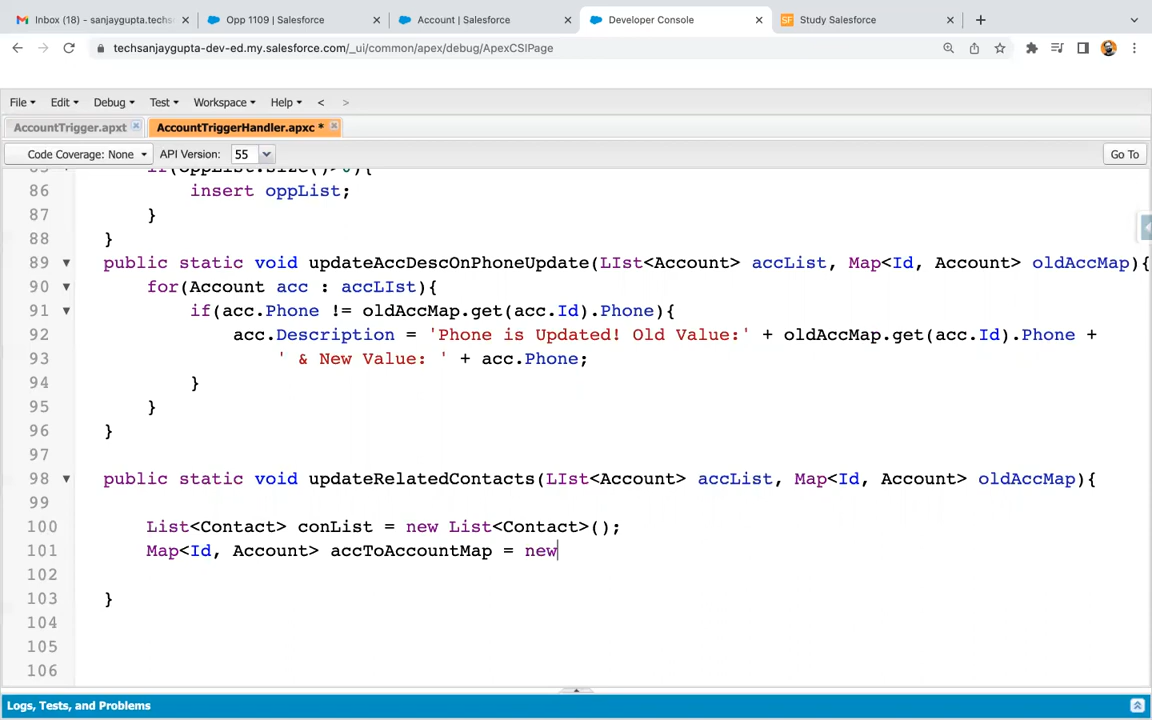 Inbox (0) - sanjaygupta.techs
Opp 1109 | Salesforce
Account | Salesforce
Developer Console
Study Salesforce
techsanjaygupta-dev-ed.my.salesforce.com/_ui/common/apex/debug/ApexCSIPage
File Edit Debug Test Workspace Help < >
AccountTrigger.apxt
AccountTriggerHandler.apxc *
Code Coverage: None API Version: 55 Go To
85 if(oppList.size()>0){
86 insert oppList;
87 }
88 }
89 public static void updateAccDescOnPhoneUpdate(LIst<Account> accList, Map<Id, Account> oldAccMap){
90 for(Account acc : accLIst){
91 if(acc.Phone != oldAccMap.get(acc.Id).Phone){
92 acc.Description = 'Phone is Updated! Old Value:' + oldAccMap.get(acc.Id).Phone +
93 ' & New Value: ' + acc.Phone;
94 }
95 }
96 }
97
98 public static void updateRelatedContacts(LIst<Account> accList, Map<Id, Account> oldAccMap){
99
100 List<Contact> conList = new List<Contact>();
101 Map<Id, Account> accToAccountMap = new
102
103 }
104
105
106
Logs, Tests, and Problems